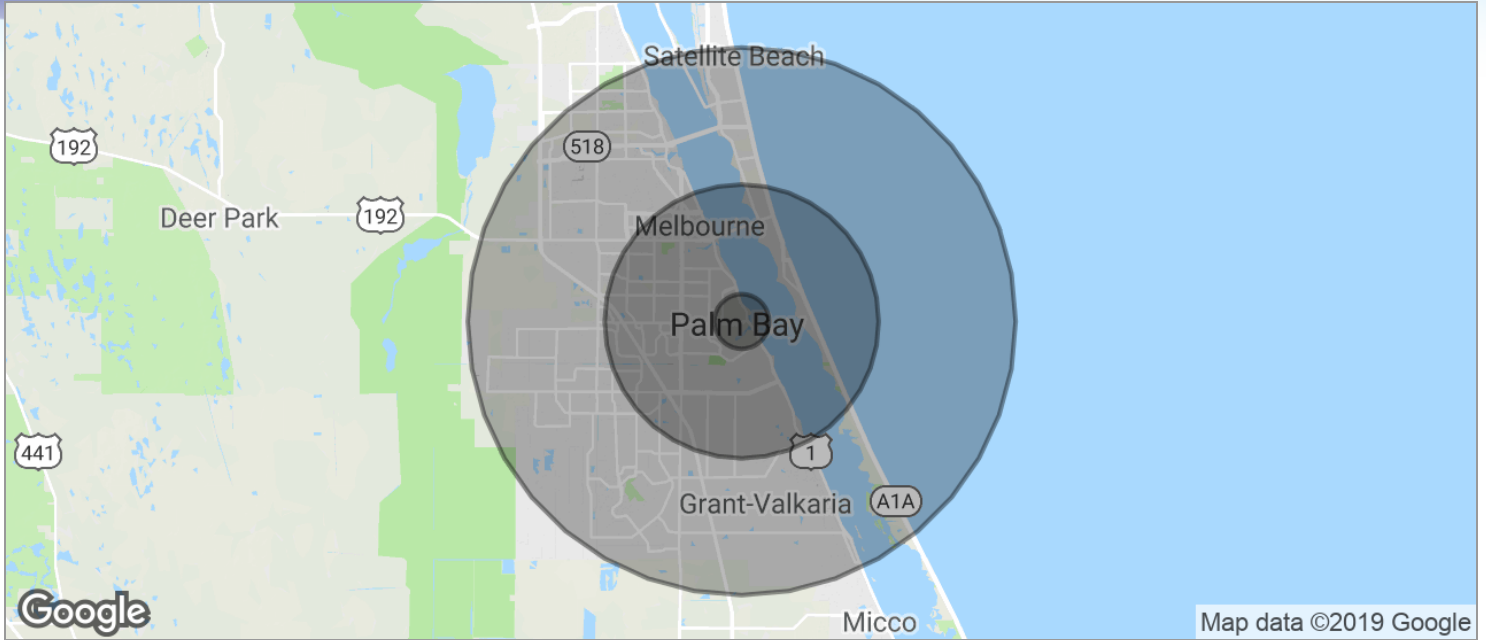 Satellite Beach
518
192
Melbourne
Deer Park
192
Palm Bay
441
1
Grant-Valkaria
A1A
Google
Micco
Map data ©2019 Google